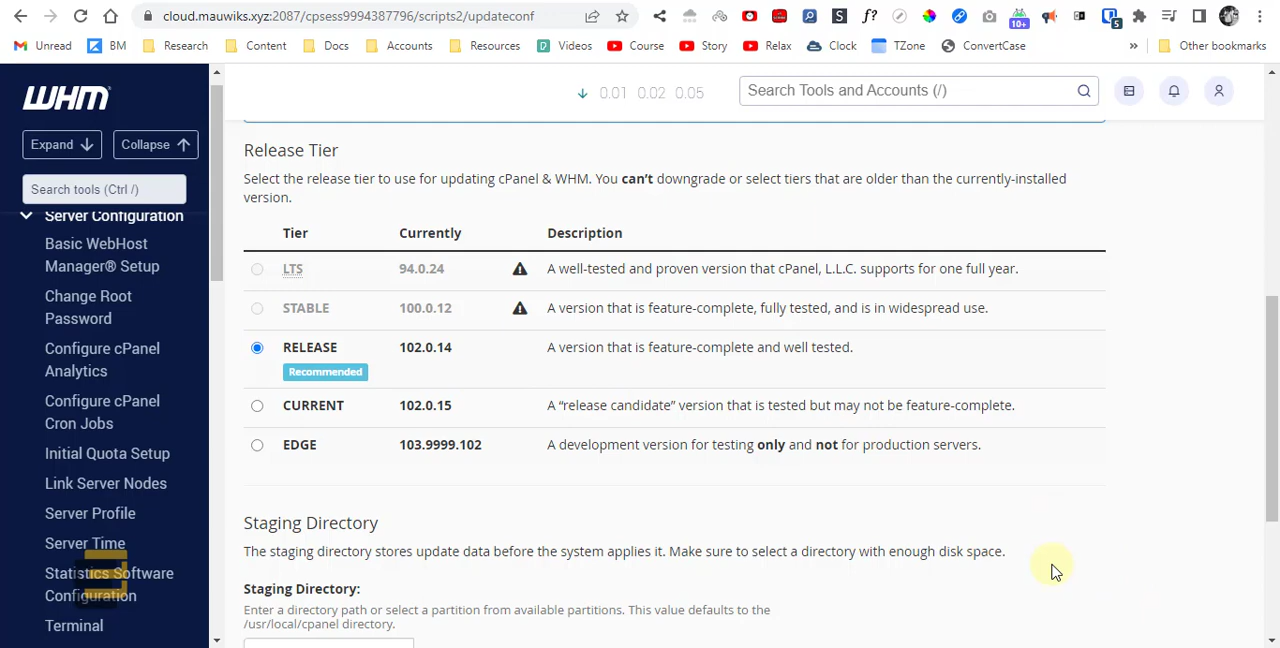 cloud.mauwiks.xyz:2087/cpsess9994387796/scripts2/updateconf
10+
5
Unread
BM
Research
Content
Docs
Accounts
Resources
Videos
Course
Story
Relax
Clock
TZone
ConvertCase
»
Other bookmarks
WHM
Expand
Collapse
Search tools (Ctrl /)
Server Configuration
Basic WebHost
Manager® Setup
Change Root
Password
Configure cPanel
Analytics
Configure cPanel
Cron Jobs
Initial Quota Setup
Link Server Nodes
Server Profile
Server Time
Statistics Software
Configuration
Terminal
0.01 0.02 0.05
Search Tools and Accounts (/)
Release Tier
Select the release tier to use for updating cPanel & WHM. You can't downgrade or select tiers that are older than the currently-installed
version.
Tier Currently Description
LTS 94.0.24 A well-tested and proven version that cPanel, L.L.C. supports for one full year.
STABLE 100.0.12 A version that is feature-complete, fully tested, and is in widespread use.
RELEASE 102.0.14 A version that is feature-complete and well tested.
Recommended
CURRENT 102.0.15 A “release candidate” version that is tested but may not be feature-complete.
EDGE 103.9999.102 A development version for testing only and not for production servers.
Staging Directory
The staging directory stores update data before the system applies it. Make sure to select a directory with enough disk space.
Staging Directory:
Enter a directory path or select a partition from available partitions. This value defaults to the
/usr/local/cpanel directory.